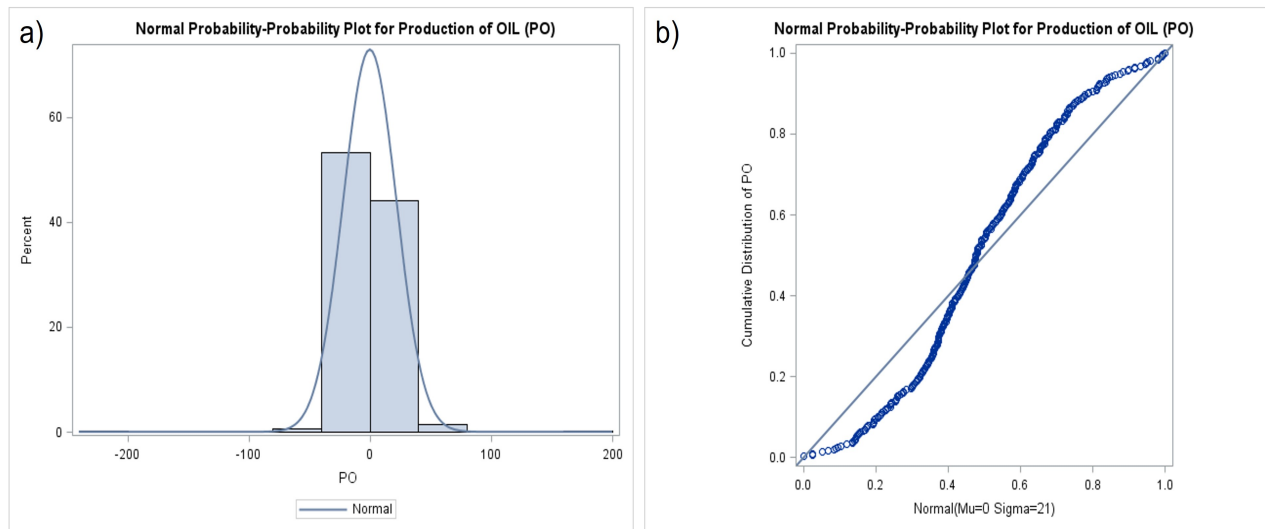 a)
Normal Probability-Probability Plot for Production of OIL (PO)
Percent
60
40
20
0
-200
-100
0
100
200
PO
Normal
b)
Normal Probability-Probability Plot for Production of OIL (PO)
Cumulative Distribution of PO
1.0
0.8
0.6
0.4
0.2
0.0
0.0
0.2
0.4
0.6
0.8
1.0
Normal(Mu=0 Sigma=21)